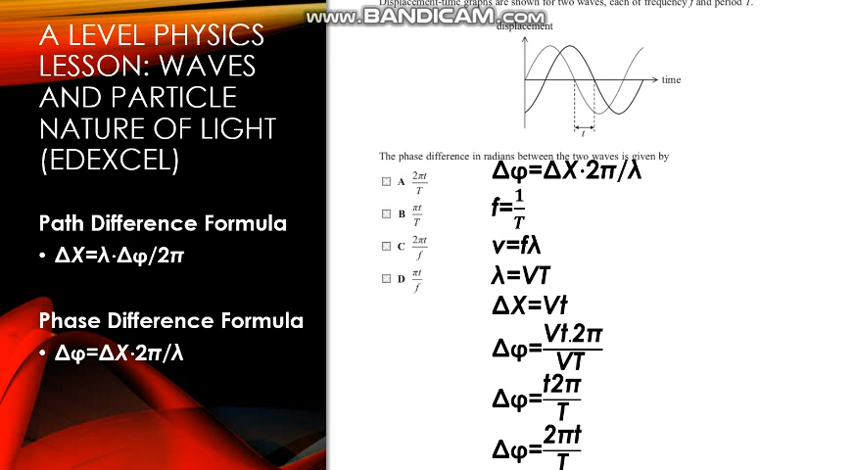 A LEVEL PHYSICS
LESSON: WAVES
AND PARTICLE
NATURE OF LIGHT
(EDEXCEL)
Path Difference Formula
• ΔX=λ·Δφ/2π
Phase Difference Formula
• Δφ=ΔX·2π/λ
Displacement-time graphs are shown for two waves, each of frequency f and period T.
www.BANDICAM.com
displacement
time
t
The phase difference in radians between the two waves is given by
A 2πt/T
B πt/T
C 2πt/f
D πt/f
Δφ=ΔX·2π/λ
f=1/T
v=fλ
λ=VT
ΔX=Vt
Δφ=Vt.2π/VT
Δφ=t2π/T
Δφ=2πt/T